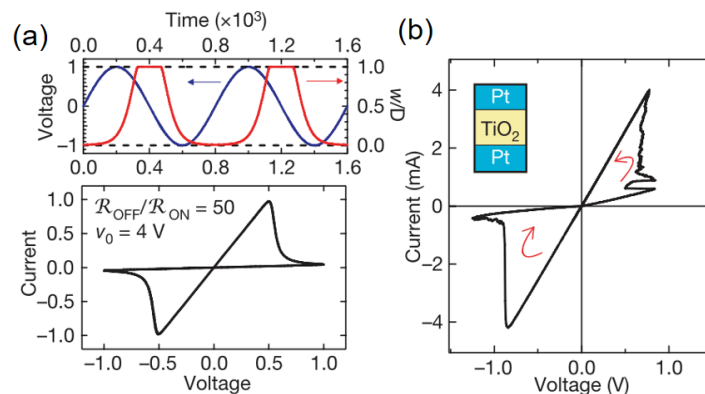 (a)
Time (×10³)
0.0 0.4 0.8 1.2 1.6
1
0
−1
Voltage
1.0
0.5
0.0
w/D
0.0 0.4 0.8 1.2 1.6
ℛOFF/ℛON = 50
v₀ = 4 V
1.0
0.5
0.0
−0.5
−1.0
Current
−1.0 −0.5 0.0 0.5 1.0
Voltage
(b)
Pt
TiO₂
Pt
4
2
0
−2
−4
Current (mA)
−1.0 0.0 1.0
Voltage (V)